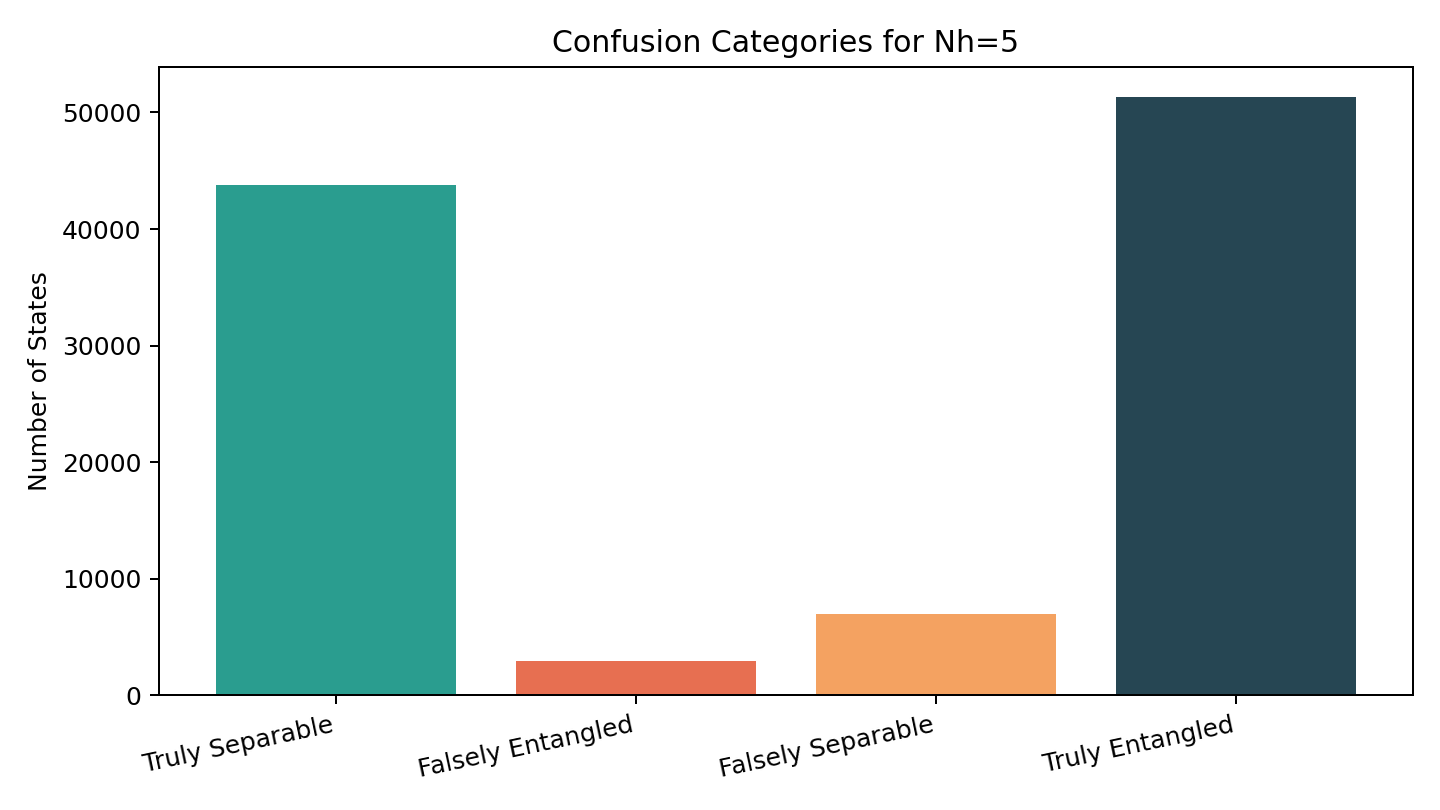 Confusion Categories for Nh=5
Number of States
50000
40000
30000
20000
10000
0
Truly Separable
Falsely Entangled
Falsely Separable
Truly Entangled